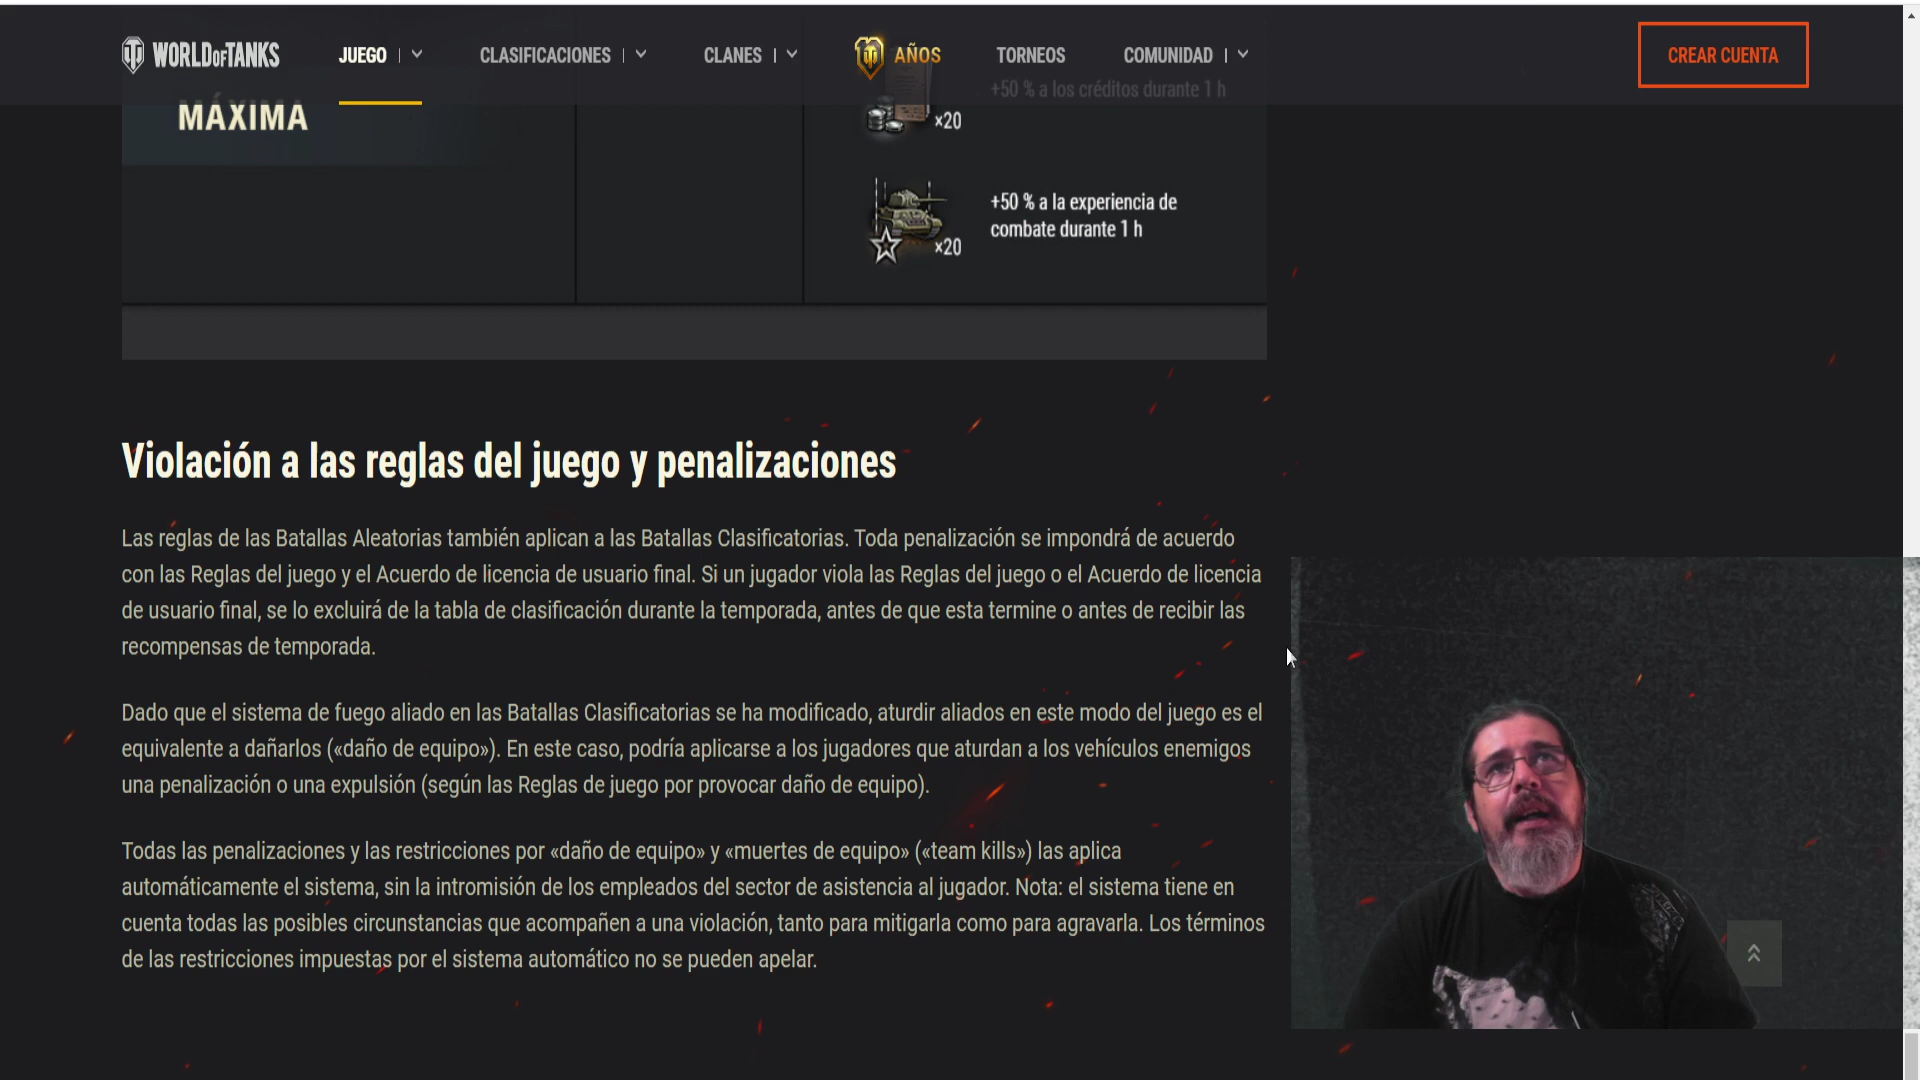 WORLD OF TANKS
JUEGO
CLASIFICACIONES
CLANES
10 AÑOS
TORNEOS
COMUNIDAD
CREAR CUENTA
MÁXIMA
+50 % a los créditos durante 1 h
×20
+50 % a la experiencia de
combate durante 1 h
×20
Violación a las reglas del juego y penalizaciones
Las reglas de las Batallas Aleatorias también aplican a las Batallas Clasificatorias. Toda penalización se impondrá de acuerdo
con las Reglas del juego y el Acuerdo de licencia de usuario final. Si un jugador viola las Reglas del juego o el Acuerdo de licencia
de usuario final, se lo excluirá de la tabla de clasificación durante la temporada, antes de que esta termine o antes de recibir las
recompensas de temporada.
Dado que el sistema de fuego aliado en las Batallas Clasificatorias se ha modificado, aturdir aliados en este modo del juego es el
equivalente a dañarlos («daño de equipo»). En este caso, podría aplicarse a los jugadores que aturdan a los vehículos enemigos
una penalización o una expulsión (según las Reglas de juego por provocar daño de equipo).
Todas las penalizaciones y las restricciones por «daño de equipo» y «muertes de equipo» («team kills») las aplica
automáticamente el sistema, sin la intromisión de los empleados del sector de asistencia al jugador. Nota: el sistema tiene en
cuenta todas las posibles circunstancias que acompañen a una violación, tanto para mitigarla como para agravarla. Los términos
de las restricciones impuestas por el sistema automático no se pueden apelar.